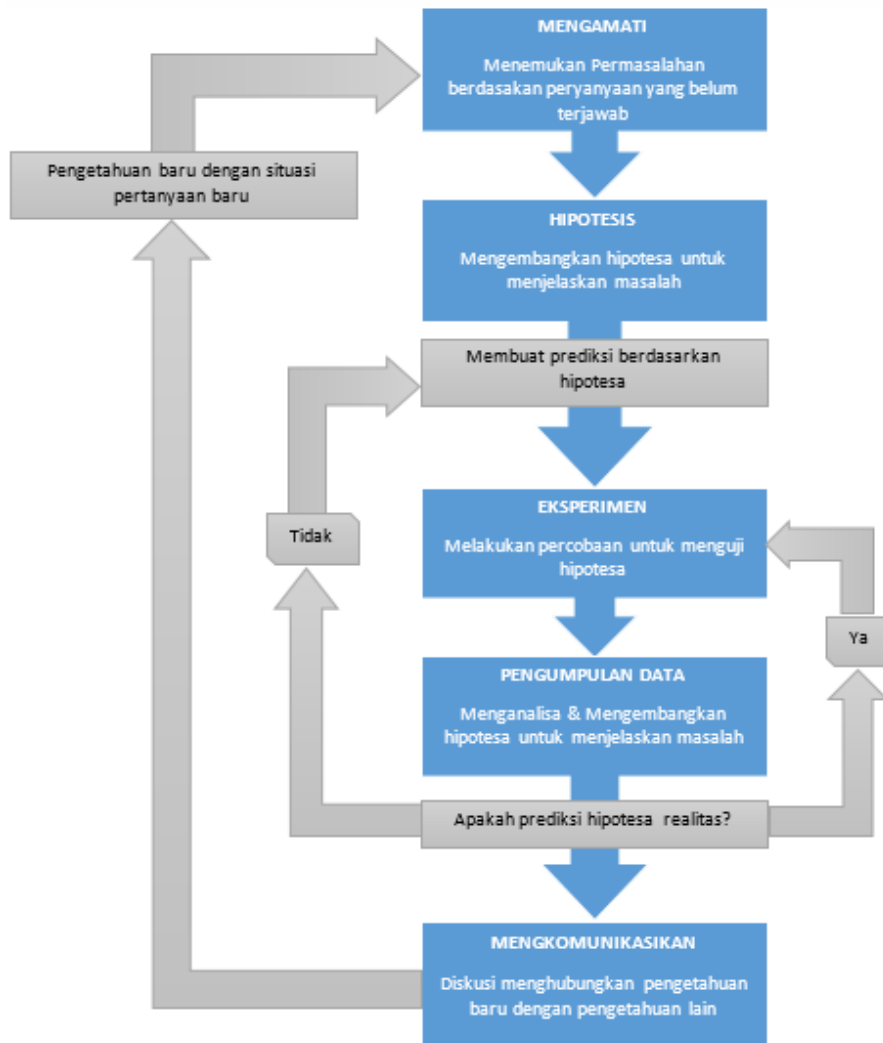 MENGAMATI
Menemukan Permasalahan
berdasakan peryanyaan yang belum
terjawab
Pengetahuan baru dengan situasi
pertanyaan baru
HIPOTESIS
Mengembangkan hipotesa untuk
menjelaskan masalah
Membuat prediksi berdasarkan
hipotesa
EKSPERIMEN
Melakukan percobaan untuk menguji
hipotesa
Tidak
Ya
PENGUMPULAN DATA
Menganalisa & Mengembangkan
hipotesa untuk menjelaskan masalah
Apakah prediksi hipotesa realitas?
MENGKOMUNIKASIKAN
Diskusi menghubungkan pengetahuan
baru dengan pengetahuan lain